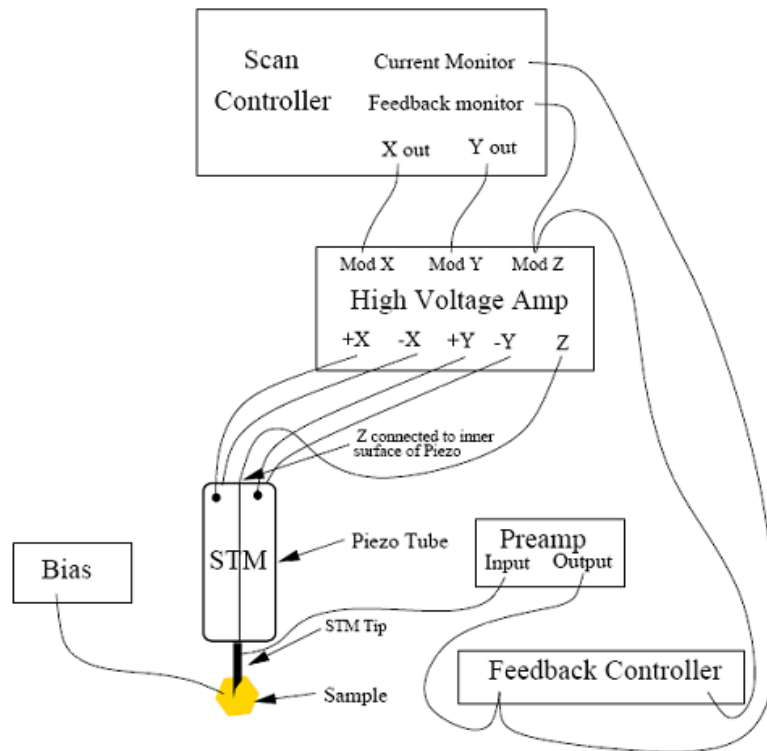 Scan
Controller
Current Monitor
Feedback monitor
X out
Y out
Mod X
Mod Y
Mod Z
High Voltage Amp
+X
-X
+Y
-Y
Z
Z connected to inner
surface of Piezo
STM
Piezo Tube
Preamp
Input
Output
Bias
STM Tip
Feedback Controller
Sample